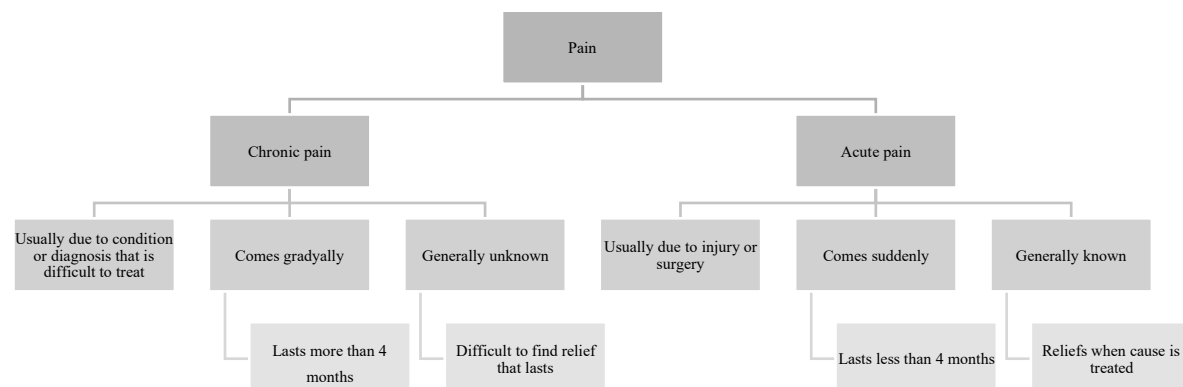 Pain
Chronic pain
Acute pain
Usually due to condition
or diagnosis that is
difficult to treat
Comes gradyally
Generally unknown
Usually due to injury or
surgery
Comes suddenly
Generally known
Lasts more than 4
months
Difficult to find relief
that lasts
Lasts less than 4 months
Reliefs when cause is
treated